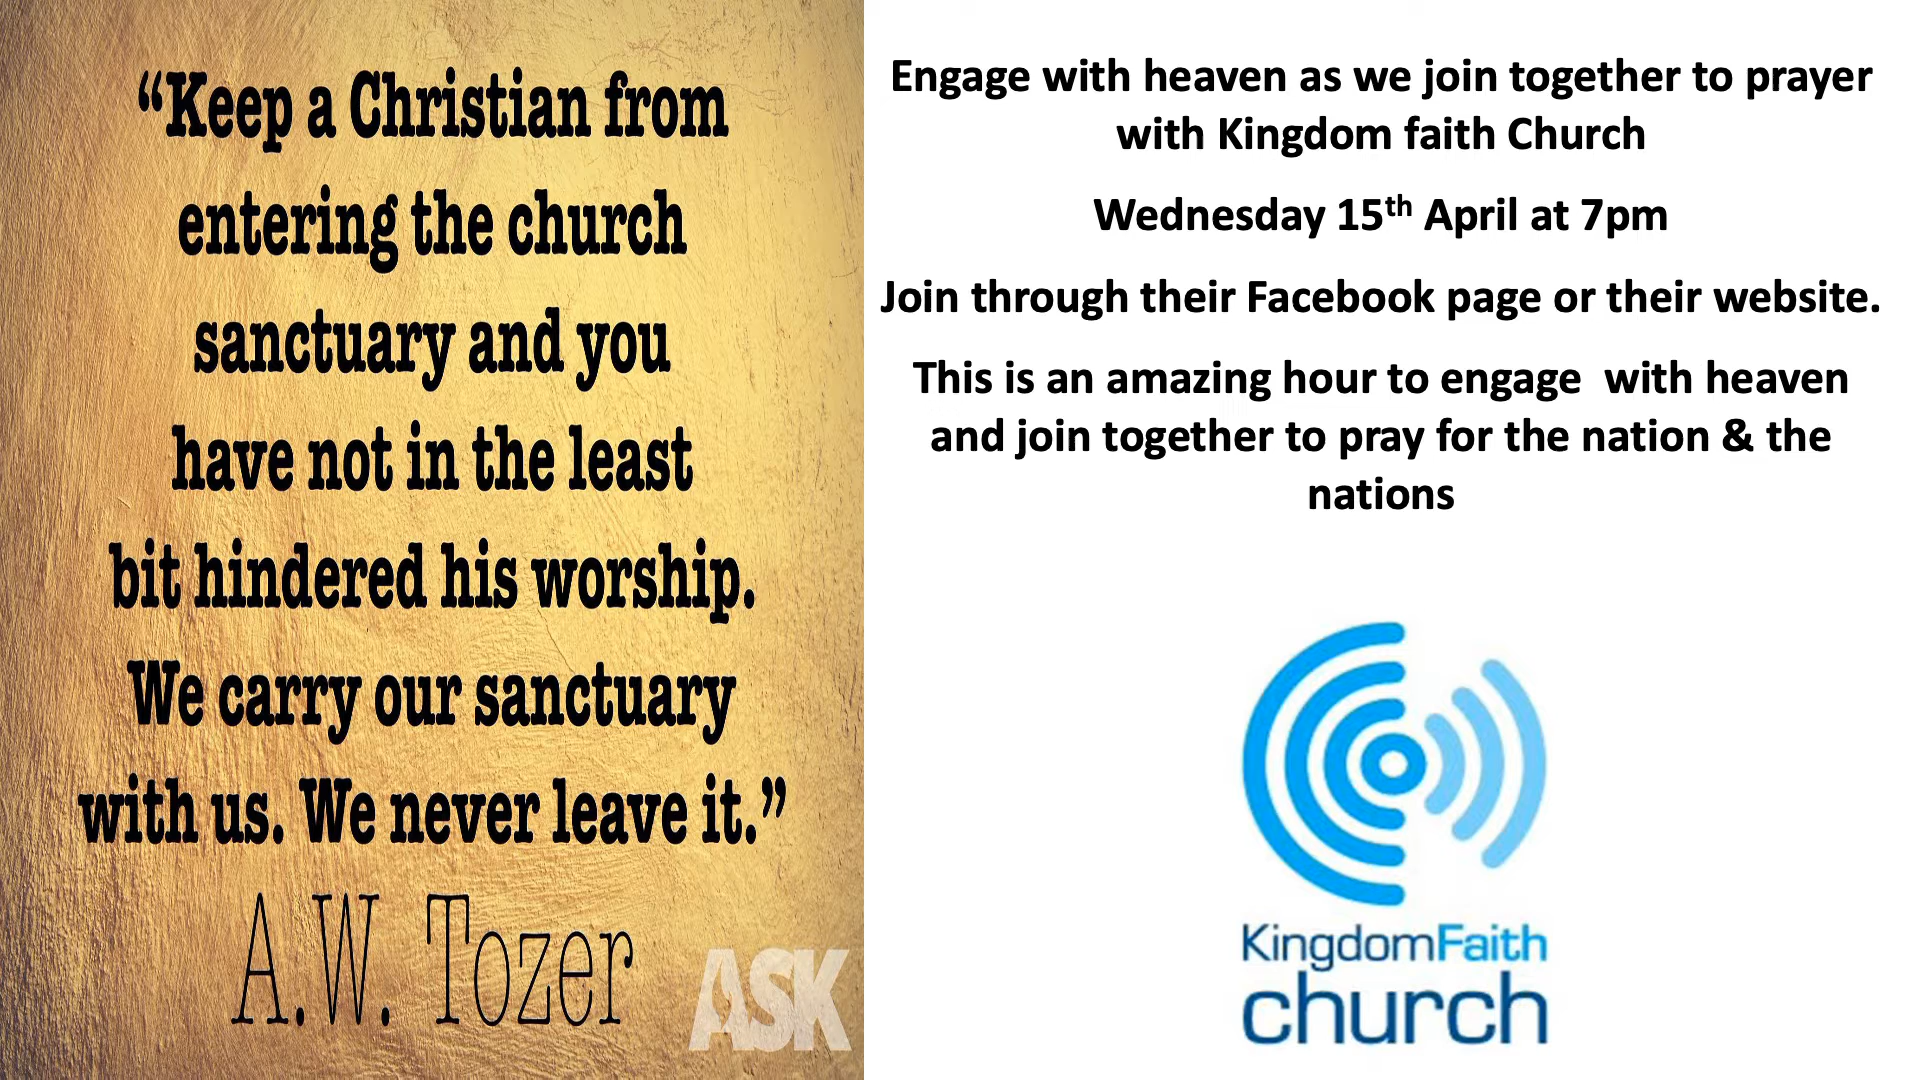 “Keep a Christian from
entering the church
sanctuary and you
have not in the least
bit hindered his worship.
We carry our sanctuary
with us. We never leave it.”
A.W. Tozer
ASK
Engage with heaven as we join together to prayer
with Kingdom faith Church
Wednesday 15th April at 7pm
Join through their Facebook page or their website.
This is an amazing hour to engage  with heaven
and join together to pray for the nation & the
nations
KingdomFaith
church